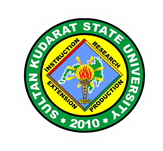 SULTAN KUDARAT STATE UNIVERSITY
INSTRUCTION
RESEARCH
EXTENSION
PRODUCTION
2010